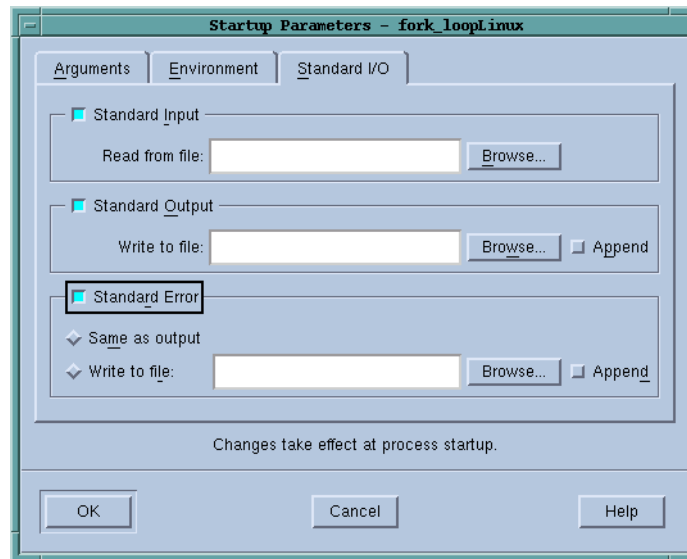 Startup Parameters - fork_loopLinux
Arguments Environment Standard I/O
Standard Input
Read from file: Browse...
Standard Output
Write to file: Browse... Append
Standard Error
Same as output
Write to file: Browse... Append
Changes take effect at process startup.
OK Cancel Help